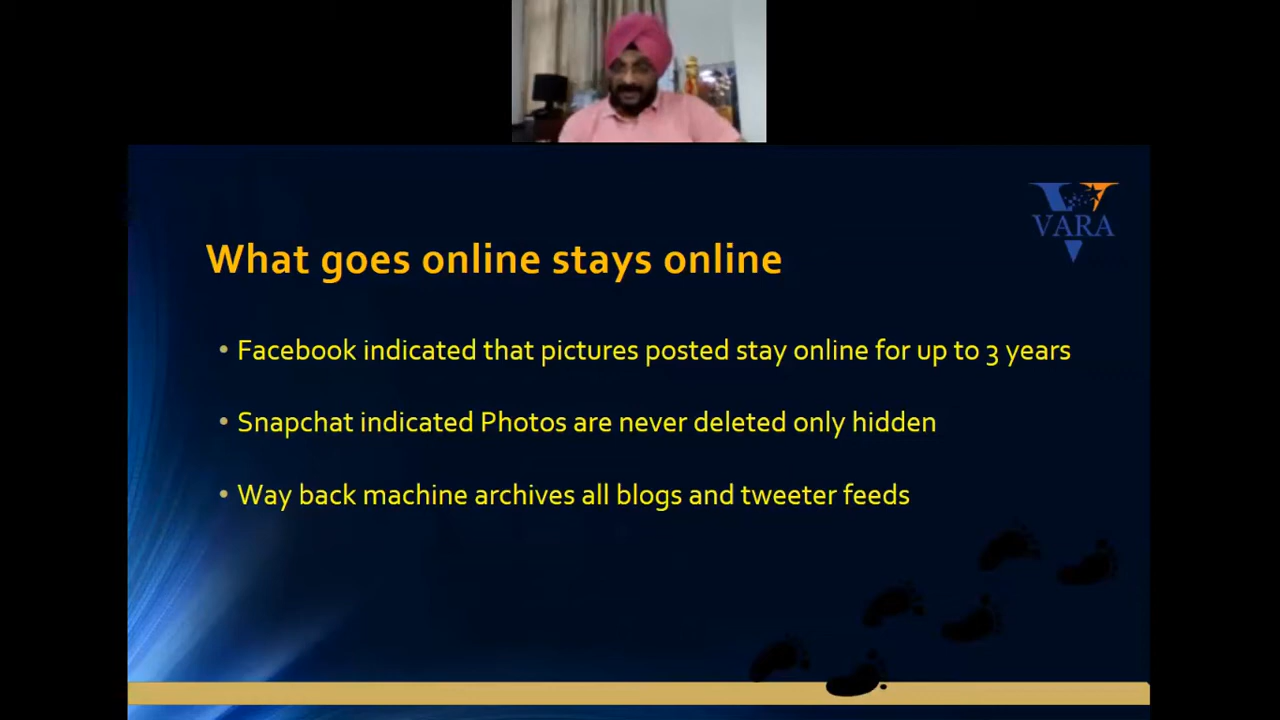 VARA
What goes online stays online
• Facebook indicated that pictures posted stay online for up to 3 years
• Snapchat indicated Photos are never deleted only hidden
• Way back machine archives all blogs and tweeter feeds